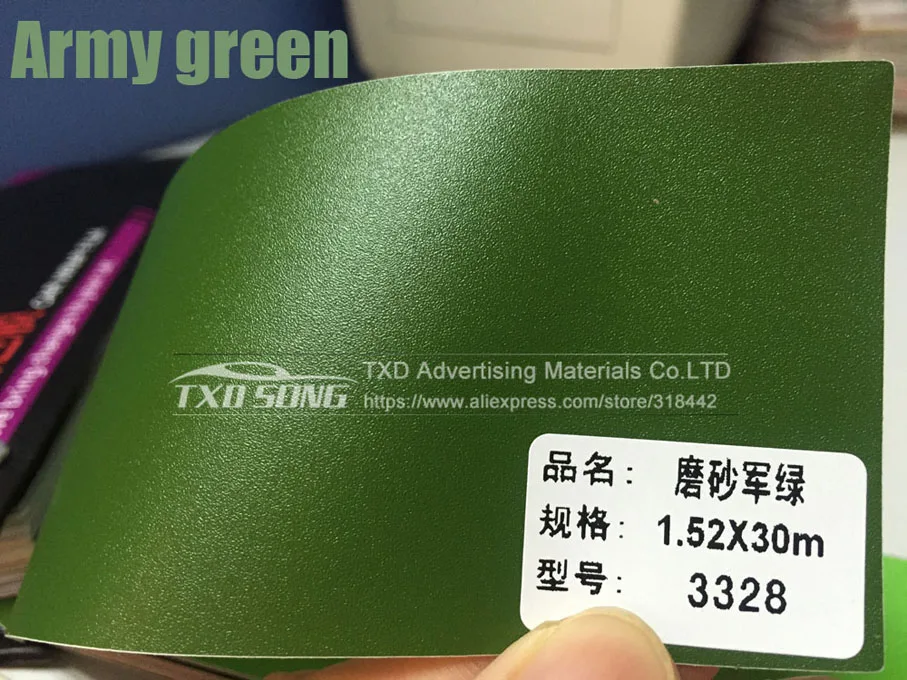 Army green
TXD SONG
TXD Advertising Materials Co.LTD
https://www.aliexpress.com/store/318442
品名: 磨砂军绿
规格: 1.52X30m
型号: 3328